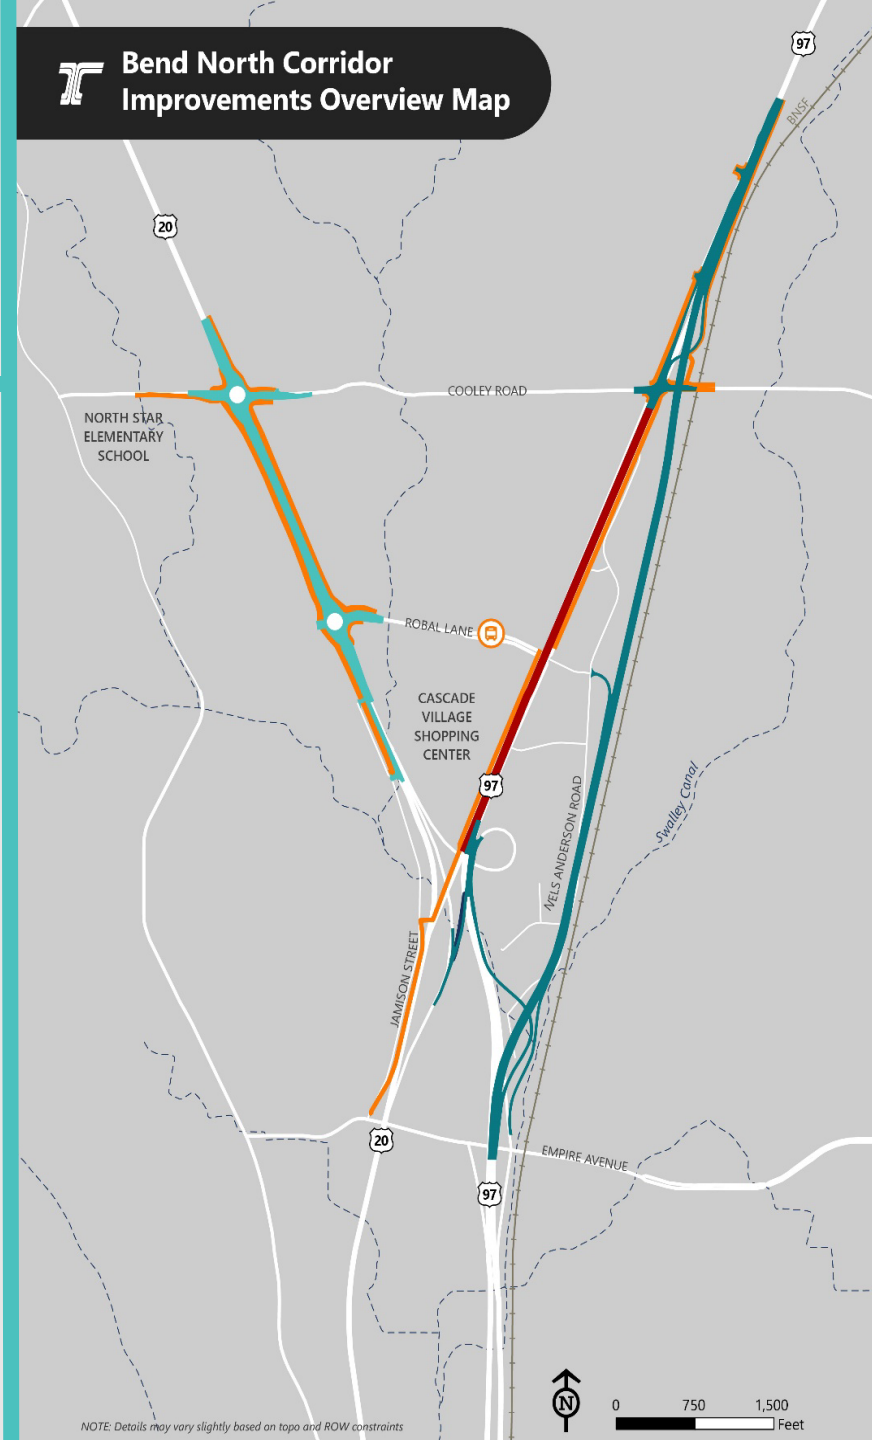 Bend North Corridor
Improvements Overview Map
97
BNSF
20
COOLEY ROAD
NORTH STAR
ELEMENTARY
SCHOOL
ROBAL LANE
CASCADE
VILLAGE
SHOPPING
CENTER
97
NELS ANDERSON ROAD
Swalley Canal
JAMISON STREET
20
EMPIRE AVENUE
97
N
0 750 1,500
Feet
NOTE: Details may vary slightly based on topo and ROW constraints